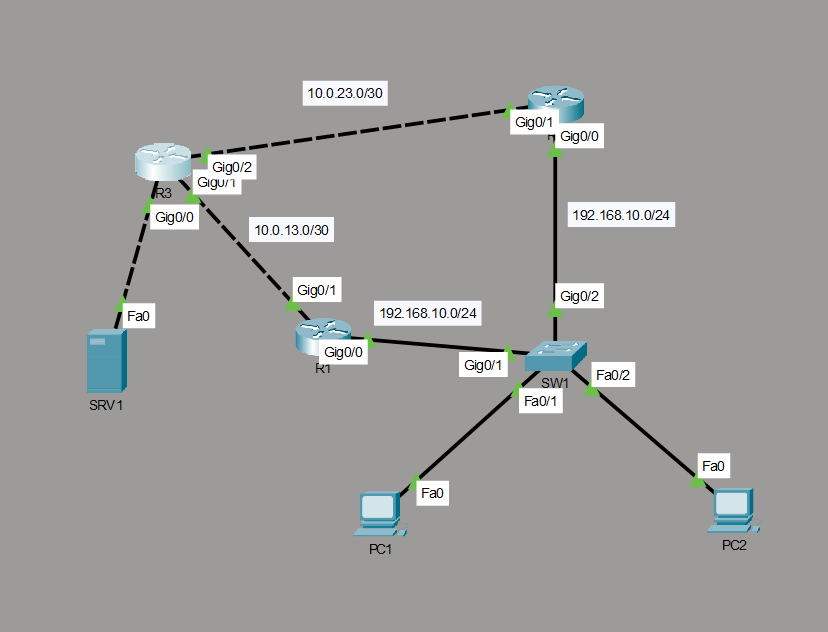 10.0.23.0/30
Gig0/1
Gig0/0
Gig0/2
Gig0/1
R3
Gig0/0
192.168.10.0/24
10.0.13.0/30
Gig0/1
Gig0/2
Fa0
192.168.10.0/24
Gig0/0
R1
Gig0/1
SW1
Fa0/2
Fa0/1
SRV1
Fa0
Fa0
PC1
PC2